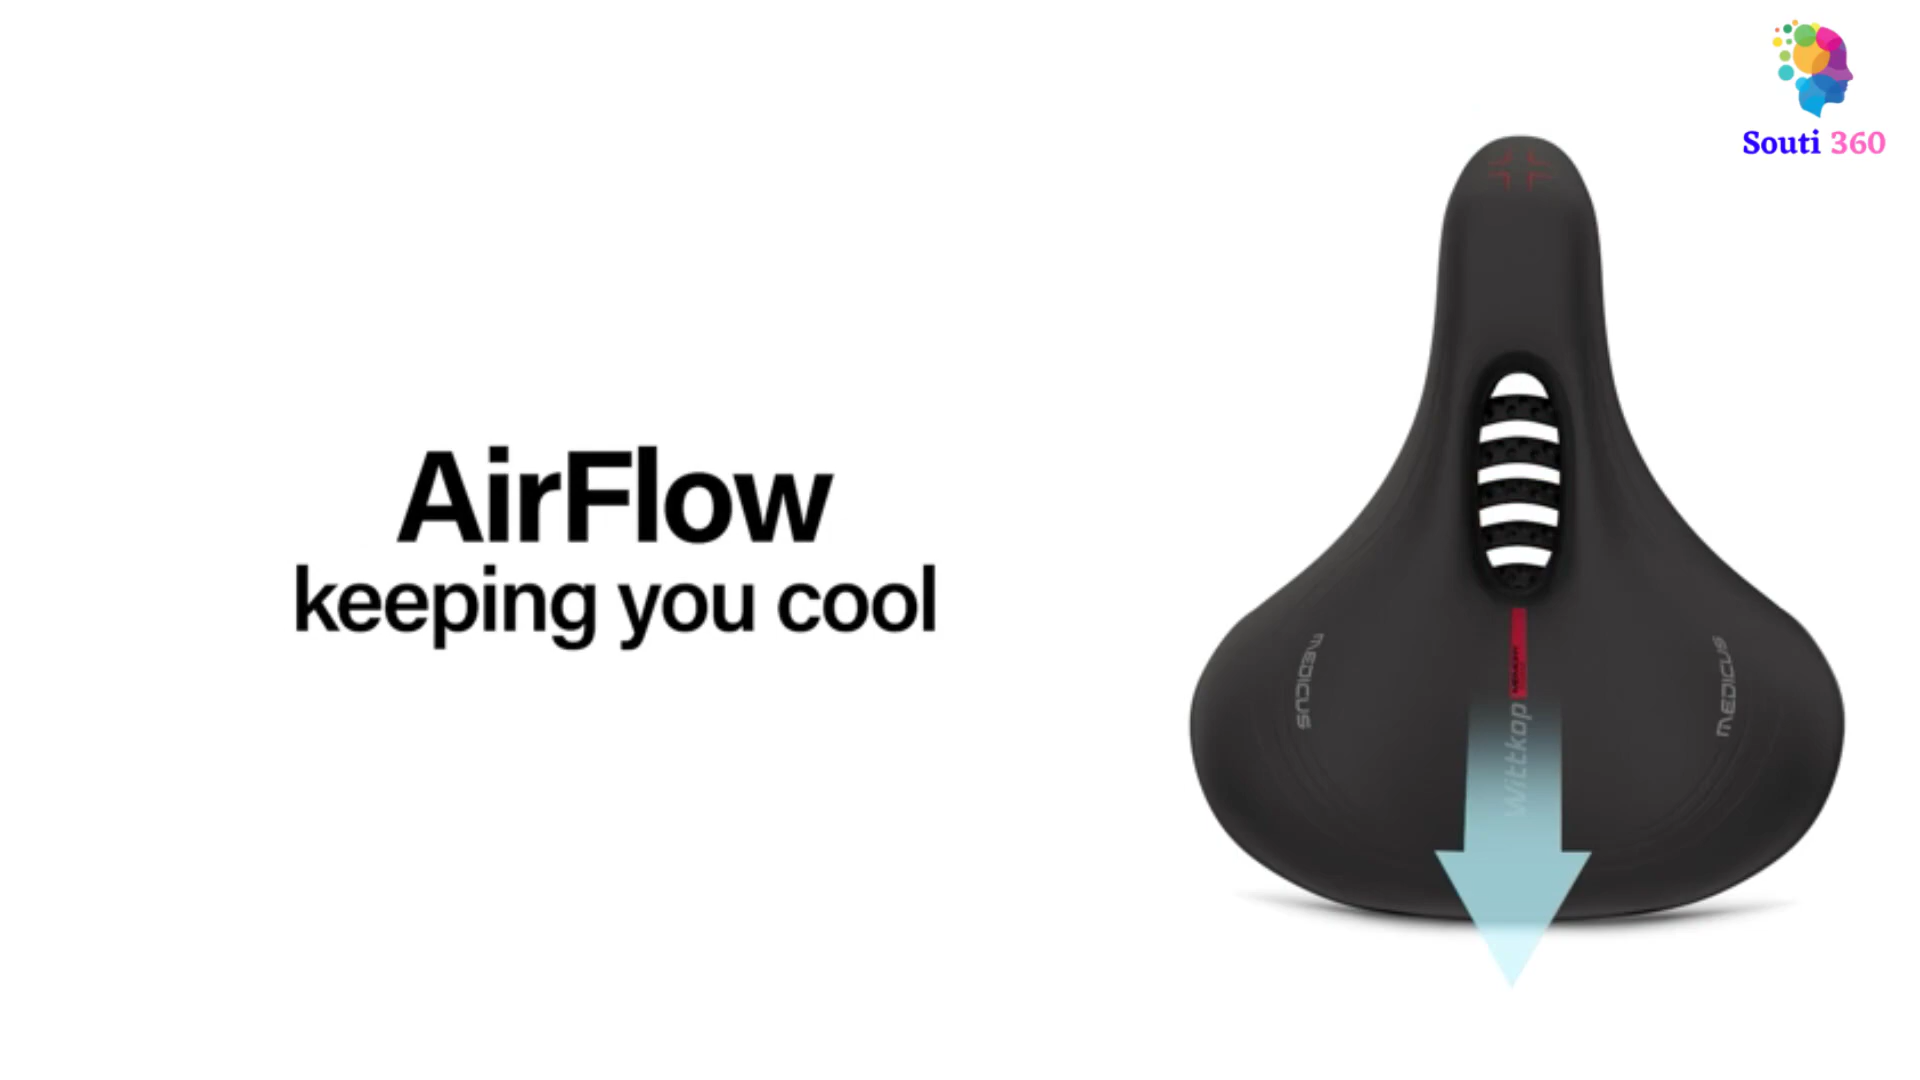 Souti 360
AirFlow
keeping you cool
MEDICUS
MEDICUS
Wittkop